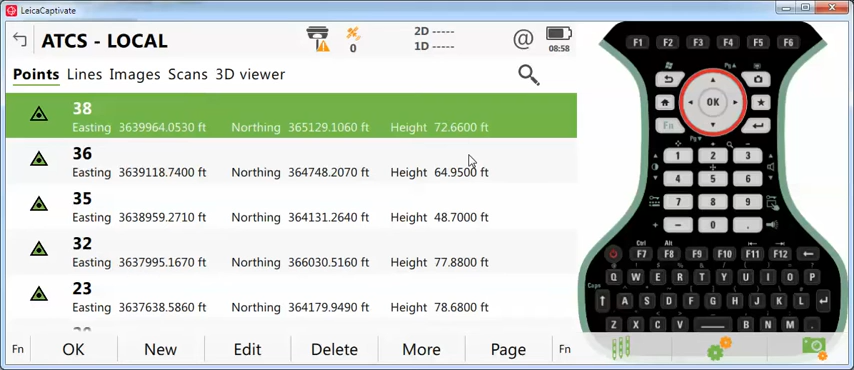 LeicaCaptivate
ATCS - LOCAL
0
2D -----
1D -----
@
08:58
Points Lines Images Scans 3D viewer
38
Easting 3639964.0530 ft Northing 365129.1060 ft Height 72.6600 ft
36
Easting 3639118.7400 ft Northing 364748.2070 ft Height 64.9500 ft
35
Easting 3638959.2710 ft Northing 364131.2640 ft Height 48.7000 ft
32
Easting 3637995.1670 ft Northing 366030.5160 ft Height 77.8800 ft
23
Easting 3637638.5860 ft Northing 364179.9490 ft Height 78.6800 ft
Fn OK New Edit Delete More Page Fn
F1 F2 F3 F4 F5 F6
Pg
OK
Fn
Pg
1 2 3
4 5 6
7 8 9
- 0 .
Ctrl Alt
F7 F8 F9 F10 F11 F12
Q W E R T Y U I O P
Caps
A S D F G H J K L
Z X C V B N M